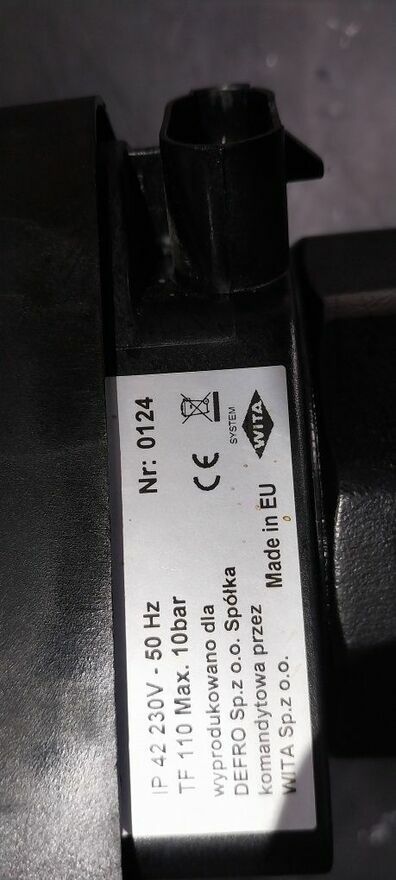 IP 42 230V - 50 Hz
Nr: 0124
TF 110 Max. 10bar
wyprodukowano dla
DEFRO Sp.z o.o. Spółka
komandytowa przez
WITA Sp.z o.o.
CE
SYSTEM
WITA
Made in EU